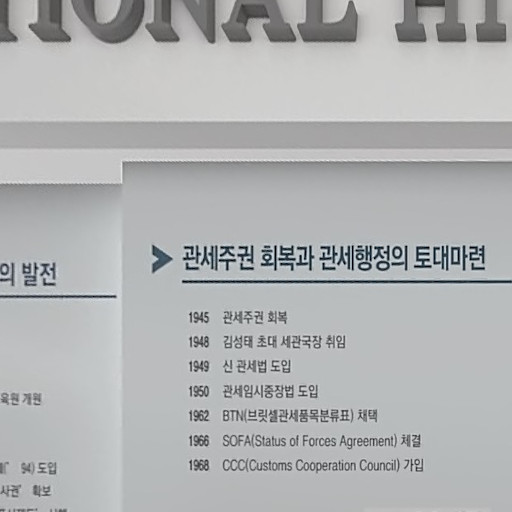 TIONAL HI
의 발전
육원 개원
94) 도입
사권" 확보
관세주권 회복과 관세행정의 토대마련
1945 관세주권 회복
1948 김성태 초대 세관국장 취임
1949 신 관세법 도입
1950 관세임시증징법 도입
1962 BTN(브릿셀관세품목분류표) 채택
1966 SOFA(Status of Forces Agreement) 체결
1968 CCC(Customs Cooperation Council) 가입